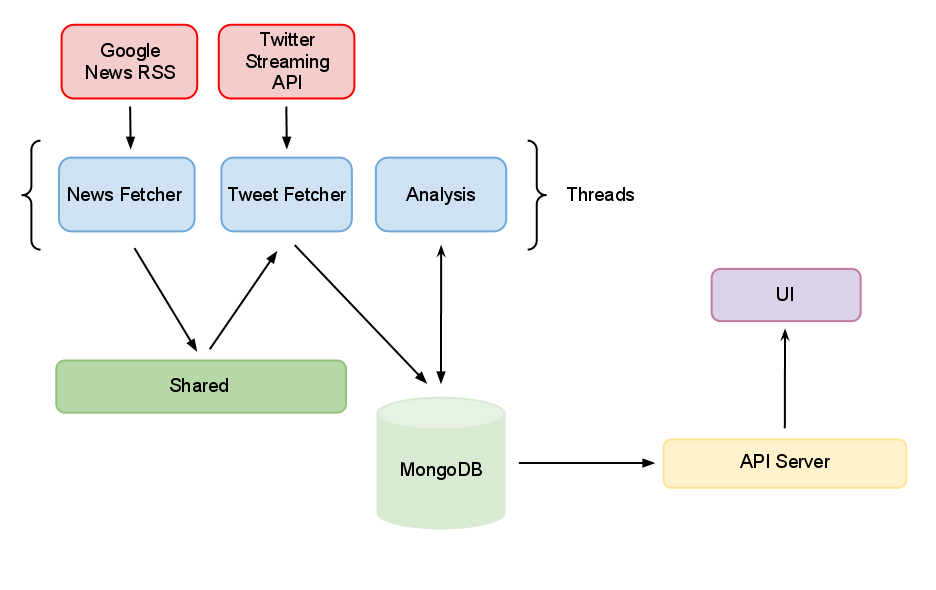 Google
News RSS
Twitter
Streaming
API
News Fetcher
Tweet Fetcher
Analysis
Threads
UI
Shared
MongoDB
API Server